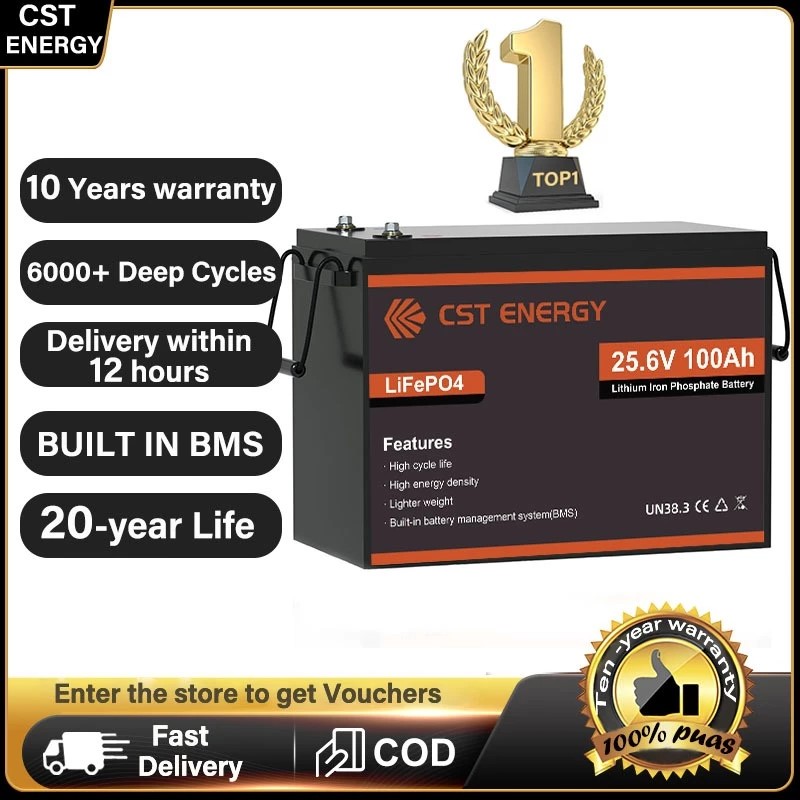 CST
ENERGY
1
TOP1
10 Years warranty
6000+ Deep Cycles
Delivery within
12 hours
BUILT IN BMS
20-year Life
CST ENERGY
25.6V 100Ah
Lithium Iron Phosphate Battery
LiFePO4
Features
· High cycle life
· High energy density
· Lighter weight
· Built-in battery management system(BMS)
UN38.3 CE
Ten -year warranty
100% puas
Enter the store to get Vouchers
Fast
Delivery
COD